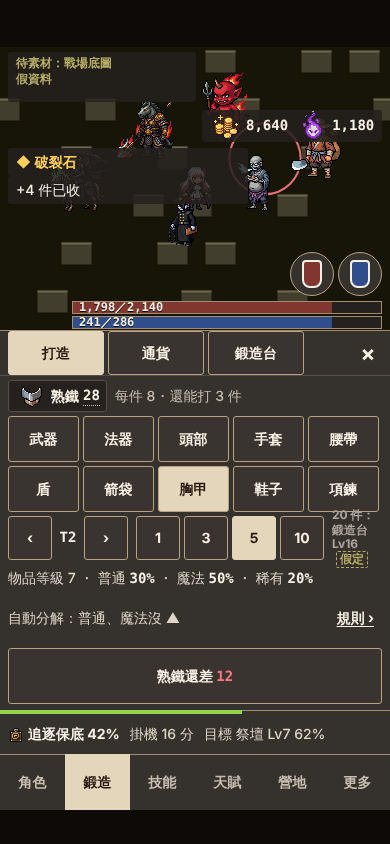 待素材：戰場底圖
假資料
8,640
1,180
◆ 破裂石
+4 件已收
1,798／2,140
241／286
打造 通貨 鍛造台 ×
熟鐵 28 每件 8・還能打 3 件
武器 法器 頭部 手套 腰帶
盾 箭袋 胸甲 鞋子 項鍊
‹ T2 › 1 3 5 10
20 件：
鍛造台
Lv16
假定
物品等級 7 ・ 普通 30% ・ 魔法 50% ・ 稀有 20%
自動分解：普通、魔法沒 ▲ 規則 ›
熟鐵還差 12
追逐保底 42% 掛機 16 分 目標 祭壇 Lv7 62%
角色 鍛造 技能 天賦 營地 更多